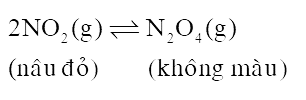 2NO₂(g) ⇌ N₂O₄(g)
(nâu đỏ) (không màu)